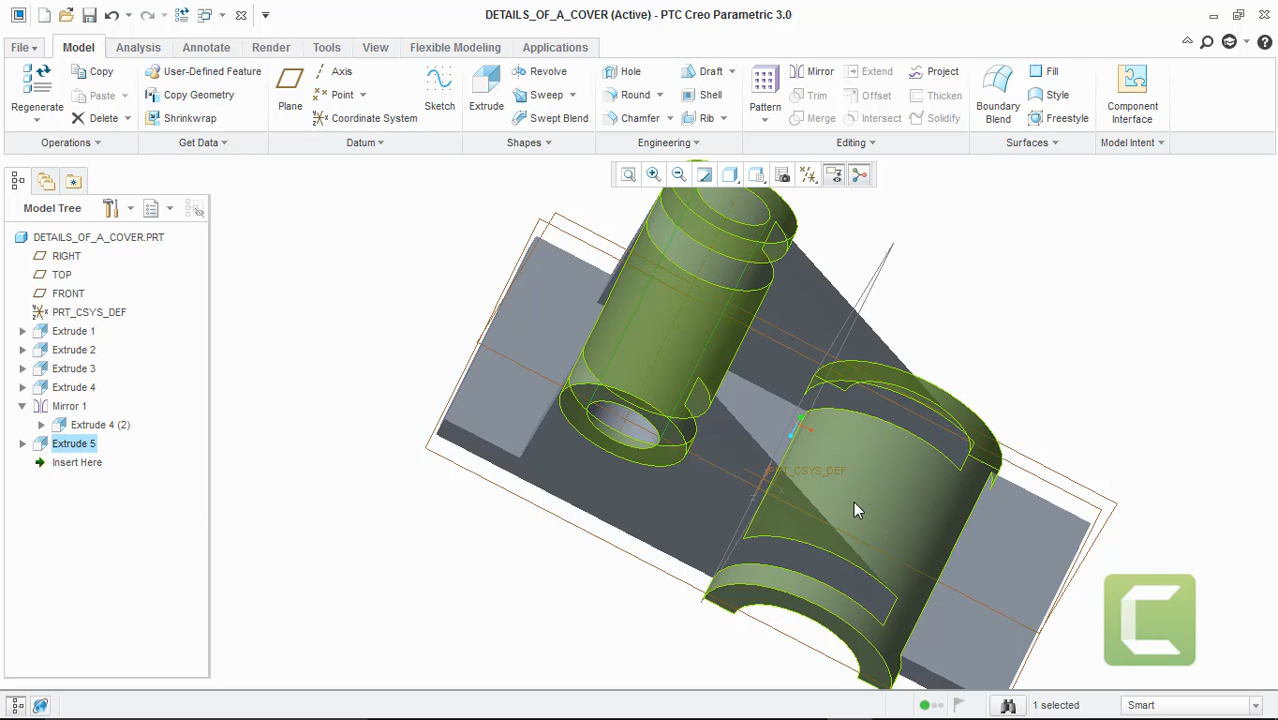 DETAILS_OF_A_COVER (Active) - PTC Creo Parametric 3.0
File Model Analysis Annotate Render Tools View Flexible Modeling Applications
Regenerate
Copy
Paste
Delete
Operations
User-Defined Feature
Copy Geometry
Shrinkwrap
Get Data
Plane
Axis
Point
Coordinate System
Sketch
Datum
Extrude
Revolve
Sweep
Swept Blend
Shapes
Hole
Round
Chamfer
Draft
Shell
Rib
Engineering
Pattern
Mirror
Trim
Merge
Extend
Offset
Intersect
Project
Thicken
Solidify
Editing
Boundary
Blend
Fill
Style
Freestyle
Surfaces
Component
Interface
Model Intent
Model Tree
DETAILS_OF_A_COVER.PRT
RIGHT
TOP
FRONT
PRT_CSYS_DEF
Extrude 1
Extrude 2
Extrude 3
Extrude 4
Mirror 1
Extrude 4 (2)
Extrude 5
Insert Here
PRT_CSYS_DEF
1 selected
Smart